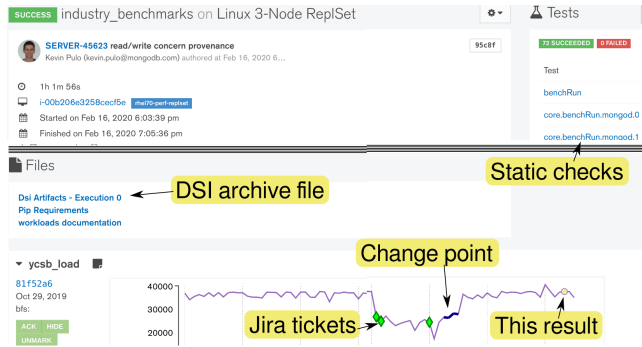 SUCCESS industry_benchmarks on Linux 3-Node ReplSet
SERVER-45623 read/write concern provenance
95c8f
Kevin Pulo (kevin.pulo@mongodb.com) authored at Feb 16, 2020 6...
1h 1m 56s
i-00b206e3258cecf5e rhel70-perf-replset
Started on Feb 16, 2020 6:03:39 pm
Finished on Feb 16, 2020 7:05:36 pm
Tests
72 SUCCEEDED 0 FAILED
Test
benchRun
core.benchRun.mongod.0
core.benchRun.mongod.1
Static checks
Files
Dsi Artifacts - Execution 0
Pip Requirements
workloads documentation
DSI archive file
ycsb_load
81f52a6
Oct 29, 2019
bfs:
ACK HIDE
UNMARK
40000
30000
20000
Change point
Jira tickets
This result